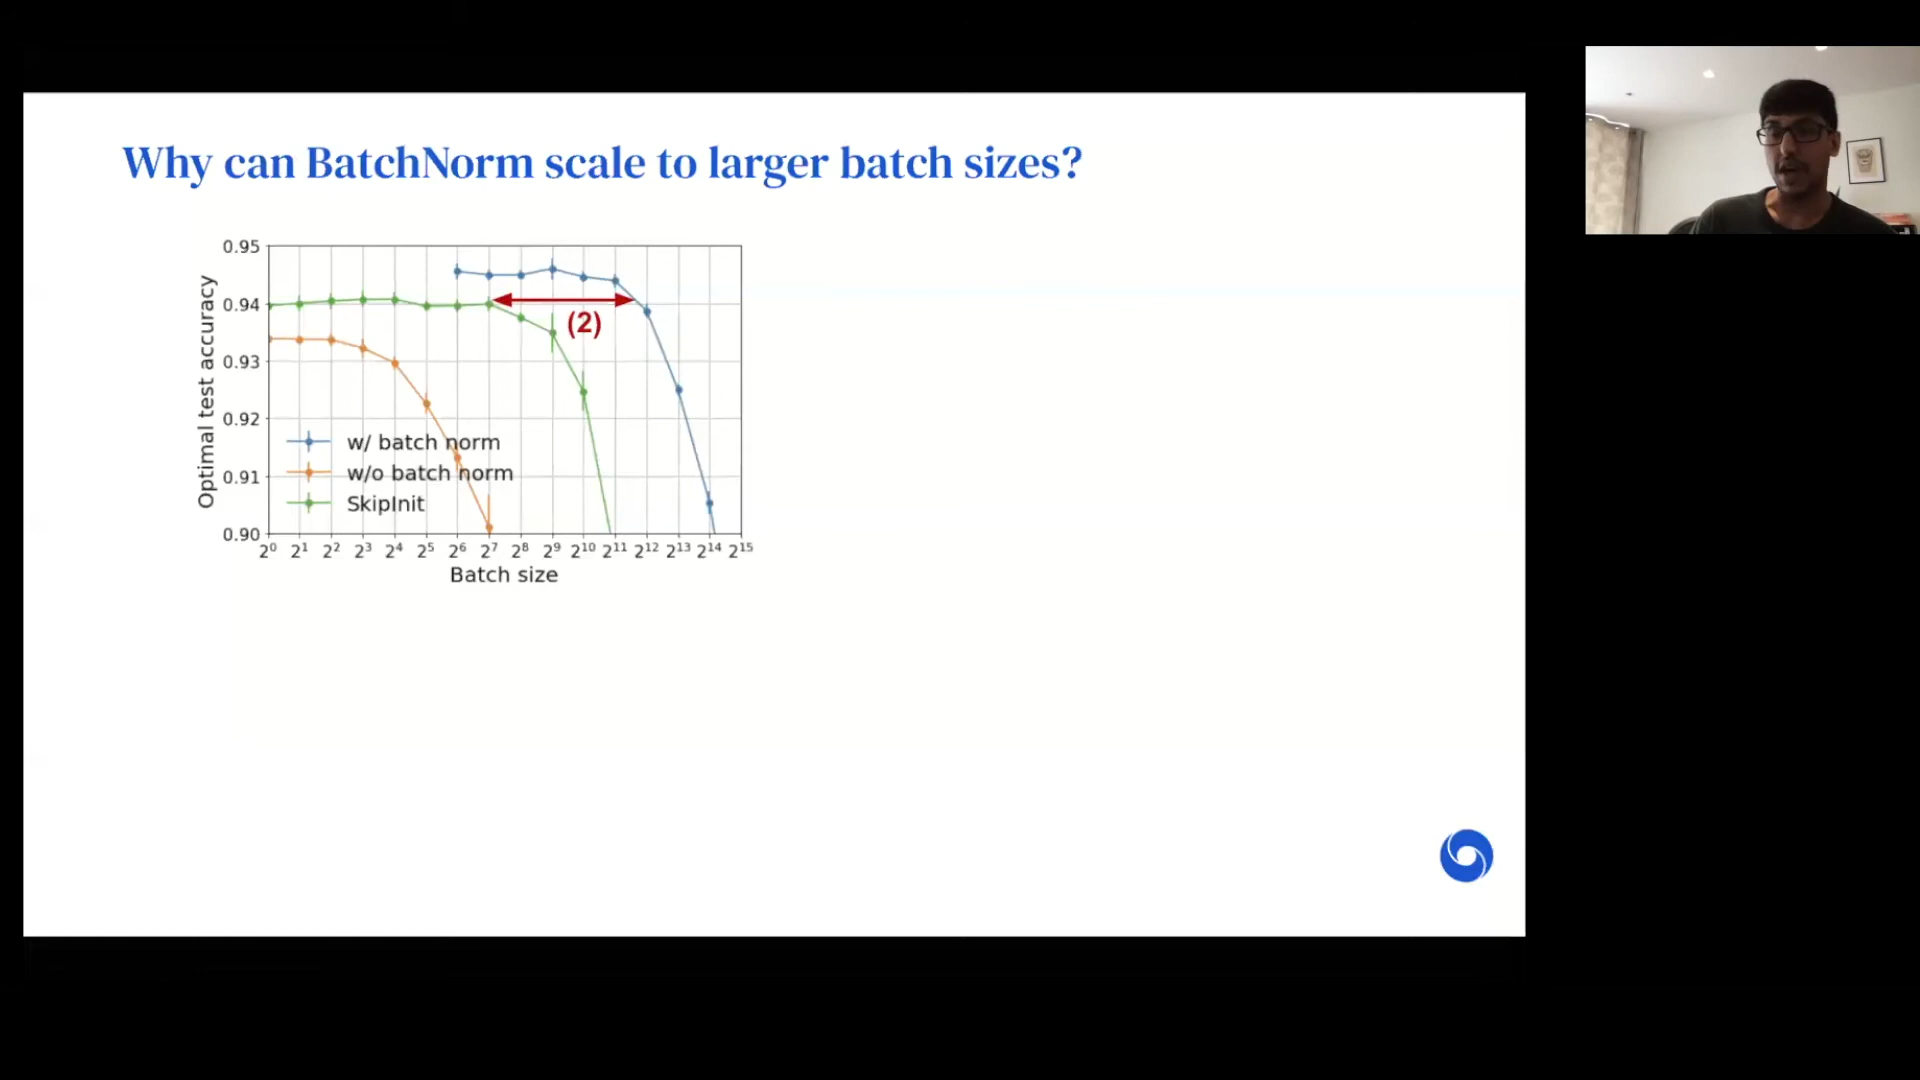 Why can BatchNorm scale to larger batch sizes?
0.95
0.94
0.93
0.92
0.91
0.90
Optimal test accuracy
(2)
w/ batch norm
w/o batch norm
SkipInit
2⁰ 2¹ 2² 2³ 2⁴ 2⁵ 2⁶ 2⁷ 2⁸ 2⁹ 2¹⁰ 2¹¹ 2¹² 2¹³ 2¹⁴ 2¹⁵
Batch size